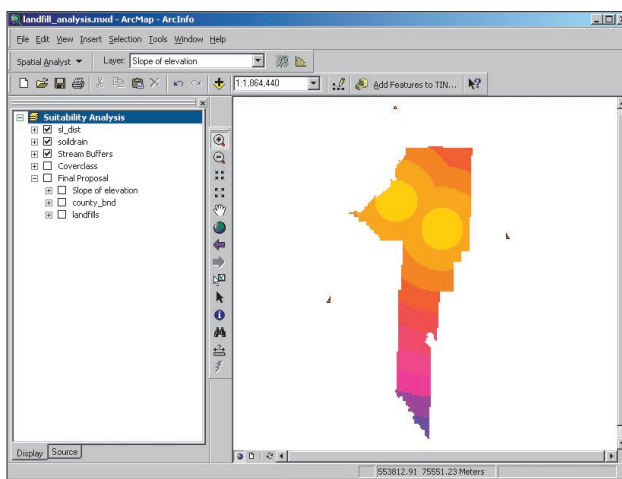 landfill_analysis.mxd - ArcMap - ArcInfo
File Edit View Insert Selection Tools Window Help
Spatial Analyst Layer: Slope of elevation
1:1,864,440 Add Features to TIN...
Suitability Analysis
sl_dist
soildrain
Stream Buffers
Coverclass
Final Proposal
Slope of elevation
county_bnd
landfills
Display Source
553812.91 75551.23 Meters